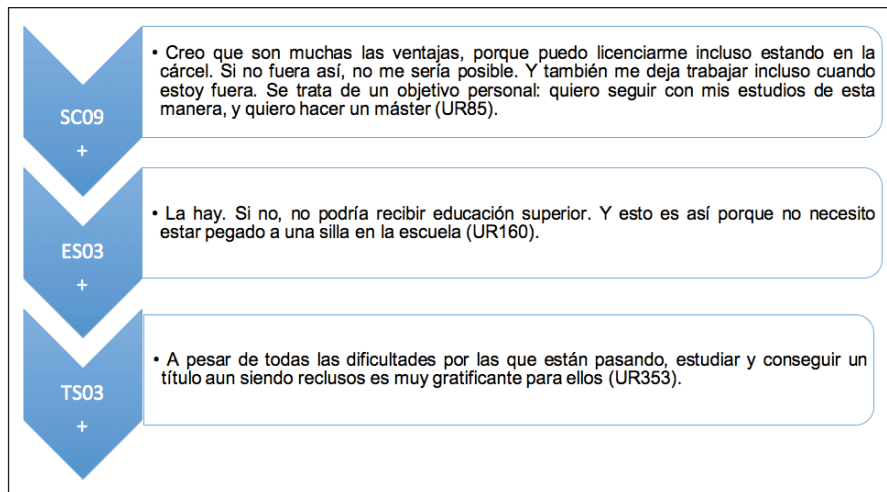 • Creo que son muchas las ventajas, porque puedo licenciarme incluso estando en la
cárcel. Si no fuera así, no me sería posible. Y también me deja trabajar incluso cuando
estoy fuera. Se trata de un objetivo personal: quiero seguir con mis estudios de esta
manera, y quiero hacer un máster (UR85).
SC09
+
• La hay. Si no, no podría recibir educación superior. Y esto es así porque no necesito
estar pegado a una silla en la escuela (UR160).
ES03
+
• A pesar de todas las dificultades por las que están pasando, estudiar y conseguir un
título aun siendo reclusos es muy gratificante para ellos (UR353).
TS03
+